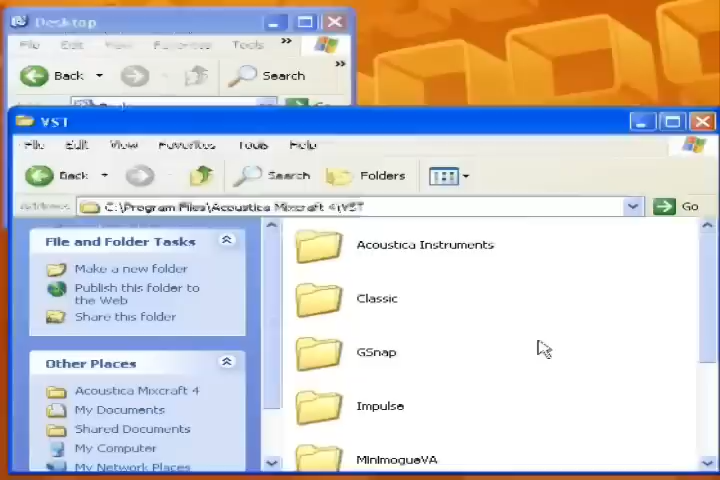 Desktop
File Edit View Favorites Tools »
Back Search »
VST
File Edit View Favorites Tools Help
Back Search Folders
Address C:\Program Files\Acoustica Mixcraft 4\VST Go
File and Folder Tasks
Make a new folder
Publish this folder to
the Web
Share this folder
Other Places
Acoustica Mixcraft 4
My Documents
Shared Documents
My Computer
My Network Places
Acoustica Instruments
Classic
GSnap
Impulse
MinimogueVA